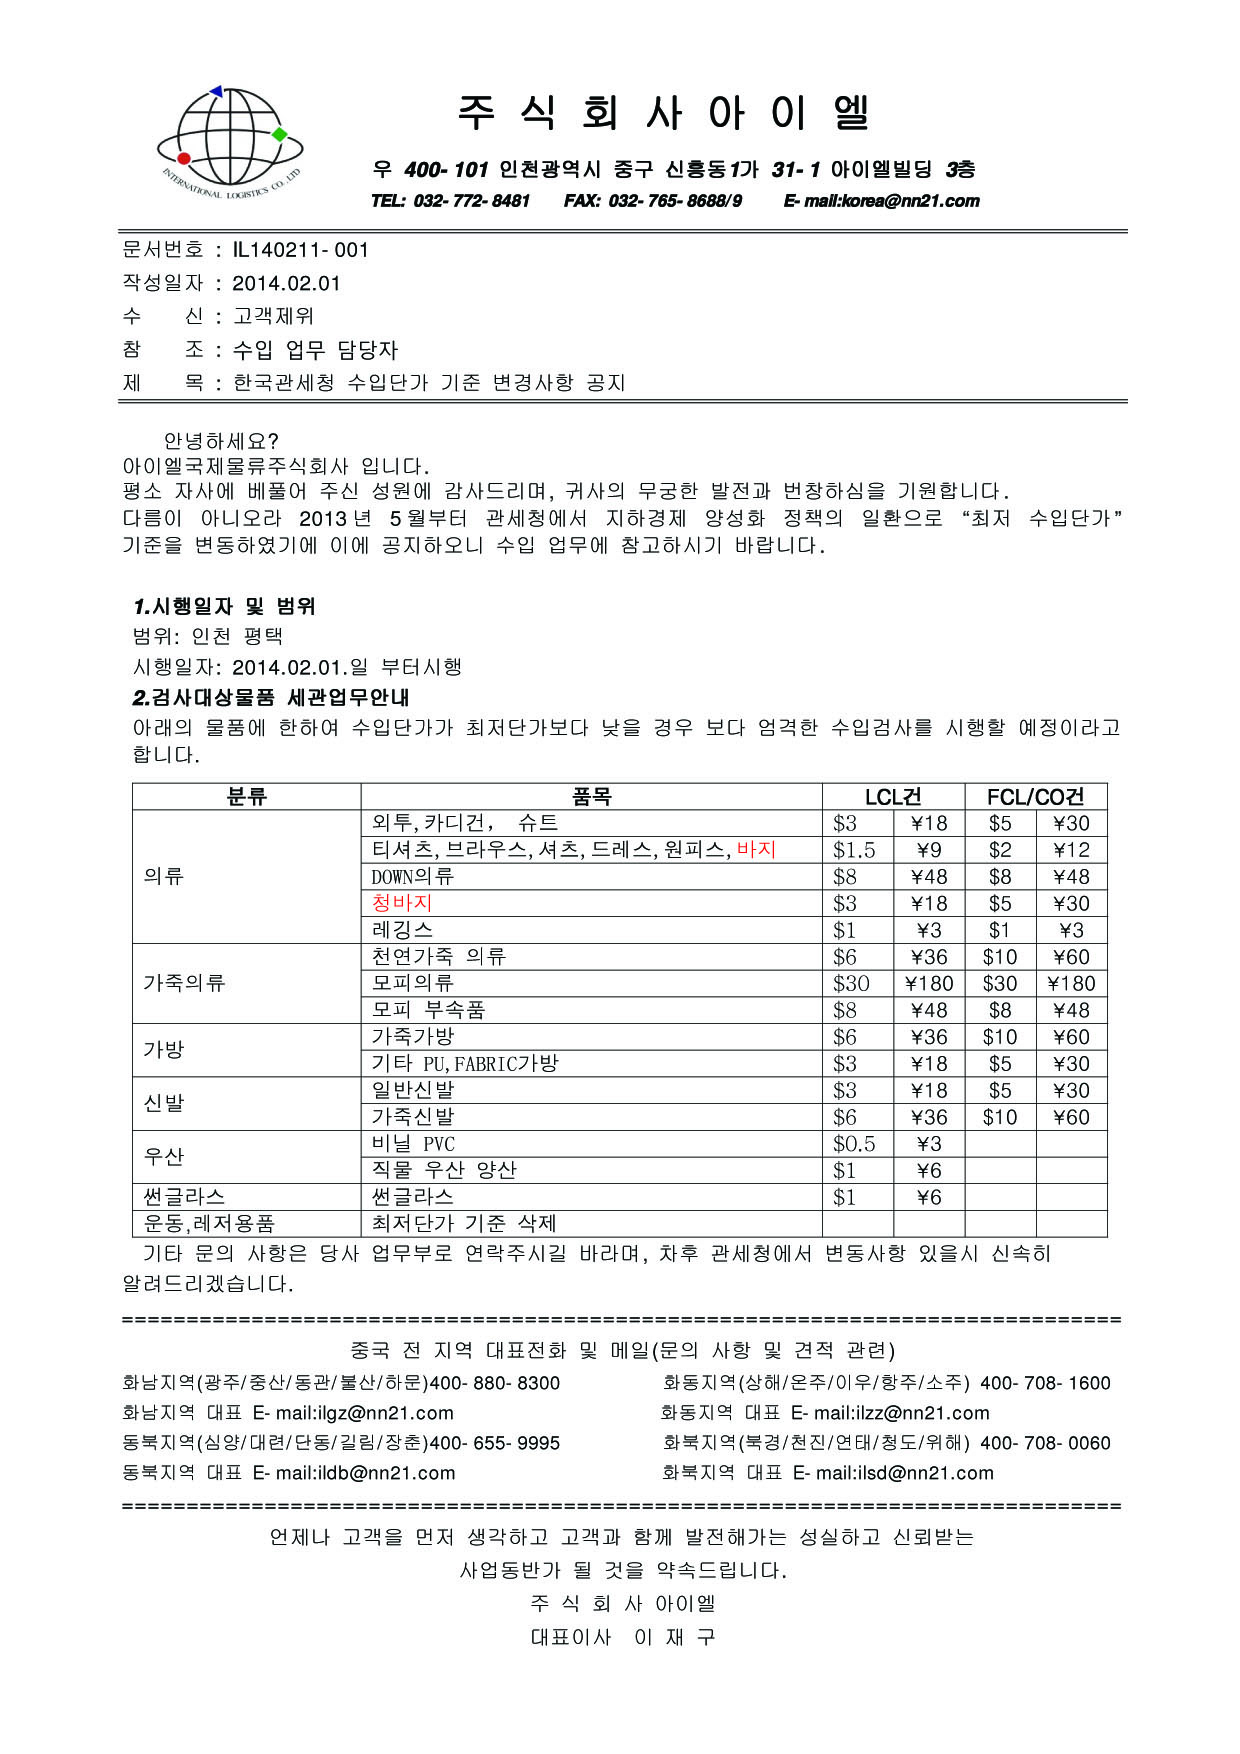 INTERNATIONAL LOGISTICS CO., LTD
주 식 회 사 아 이 엘
우 400- 101 인천광역시 중구 신흥동1가 31- 1 아이엘빌딩 3층
TEL: 032- 772- 8481 FAX: 032- 765- 8688/9 E- mail:korea@nn21.com
문서번호 : IL140211- 001
작성일자 : 2014.02.01
수 신 : 고객제위
참 조 : 수입 업무 담당자
제 목 : 한국관세청 수입단가 기준 변경사항 공지
안녕하세요?
아이엘국제물류주식회사 입니다.
평소 자사에 베풀어 주신 성원에 감사드리며, 귀사의 무궁한 발전과 번창하심을 기원합니다.
다름이 아니오라 2013 년 5 월부터 관세청에서 지하경제 양성화 정책의 일환으로 “최저 수입단가”
기준을 변동하였기에 이에 공지하오니 수입 업무에 참고하시기 바랍니다.
1.시행일자 및 범위
범위: 인천 평택
시행일자: 2014.02.01.일 부터시행
2.검사대상물품 세관업무안내
아래의 물품에 한하여 수입단가가 최저단가보다 낮을 경우 보다 엄격한 수입검사를 시행할 예정이라고
합니다.
분류 품목 LCL건 FCL/CO건
의류 외투,카디건, 슈트 $3 ¥18 $5 ¥30
티셔츠,브라우스,셔츠,드레스,원피스,바지 $1.5 ¥9 $2 ¥12
DOWN의류 $8 ¥48 $8 ¥48
청바지 $3 ¥18 $5 ¥30
레깅스 $1 ¥3 $1 ¥3
가죽의류 천연가죽 의류 $6 ¥36 $10 ¥60
모피의류 $30 ¥180 $30 ¥180
모피 부속품 $8 ¥48 $8 ¥48
가방 가죽가방 $6 ¥36 $10 ¥60
기타 PU,FABRIC가방 $3 ¥18 $5 ¥30
신발 일반신발 $3 ¥18 $5 ¥30
가죽신발 $6 ¥36 $10 ¥60
우산 비닐 PVC $0.5 ¥3
직물 우산 양산 $1 ¥6
썬글라스 썬글라스 $1 ¥6
운동,레저용품 최저단가 기준 삭제
기타 문의 사항은 당사 업무부로 연락주시길 바라며, 차후 관세청에서 변동사항 있을시 신속히
알려드리겠습니다.
==============================================================================
중국 전 지역 대표전화 및 메일(문의 사항 및 견적 관련)
화남지역(광주/중산/동관/불산/하문)400- 880- 8300 화동지역(상해/온주/이우/항주/소주) 400- 708- 1600
화남지역 대표 E- mail:ilgz@nn21.com 화동지역 대표 E- mail:ilzz@nn21.com
동북지역(심양/대련/단동/길림/장춘)400- 655- 9995 화북지역(북경/천진/연태/청도/위해) 400- 708- 0060
동북지역 대표 E- mail:ildb@nn21.com 화북지역 대표 E- mail:ilsd@nn21.com
==============================================================================
언제나 고객을 먼저 생각하고 고객과 함께 발전해가는 성실하고 신뢰받는
사업동반가 될 것을 약속드립니다.
주 식 회 사 아이엘
대표이사 이 재 구